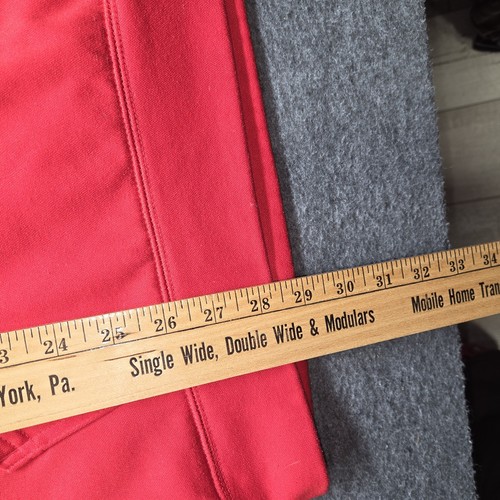 3 24 25 26 27 28 29 30 31 32 33 34
York, Pa. Single Wide, Double Wide & Modulars Mobile Home Tran